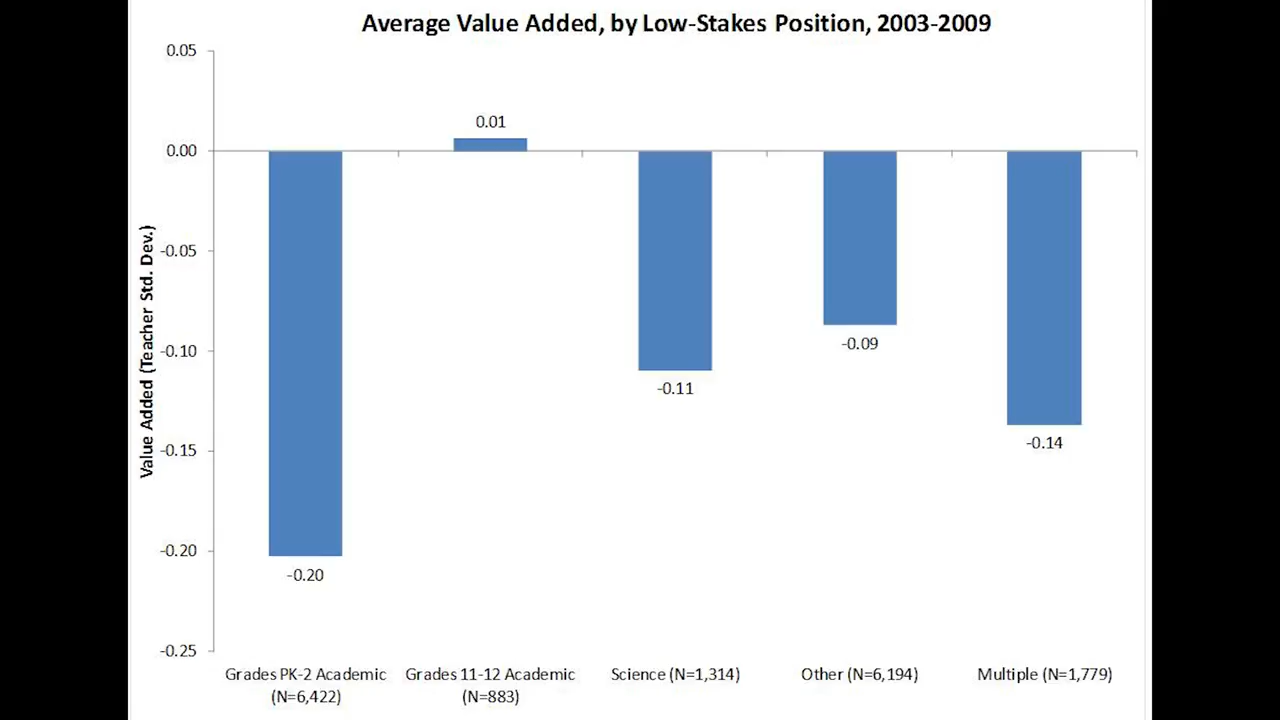 Average Value Added, by Low-Stakes Position, 2003-2009
Value Added (Teacher Std. Dev.)
0.05
0.00
-0.05
-0.10
-0.15
-0.20
-0.25
-0.20
0.01
-0.11
-0.09
-0.14
Grades PK-2 Academic
(N=6,422)
Grades 11-12 Academic
(N=883)
Science (N=1,314)
Other (N=6,194)
Multiple (N=1,779)